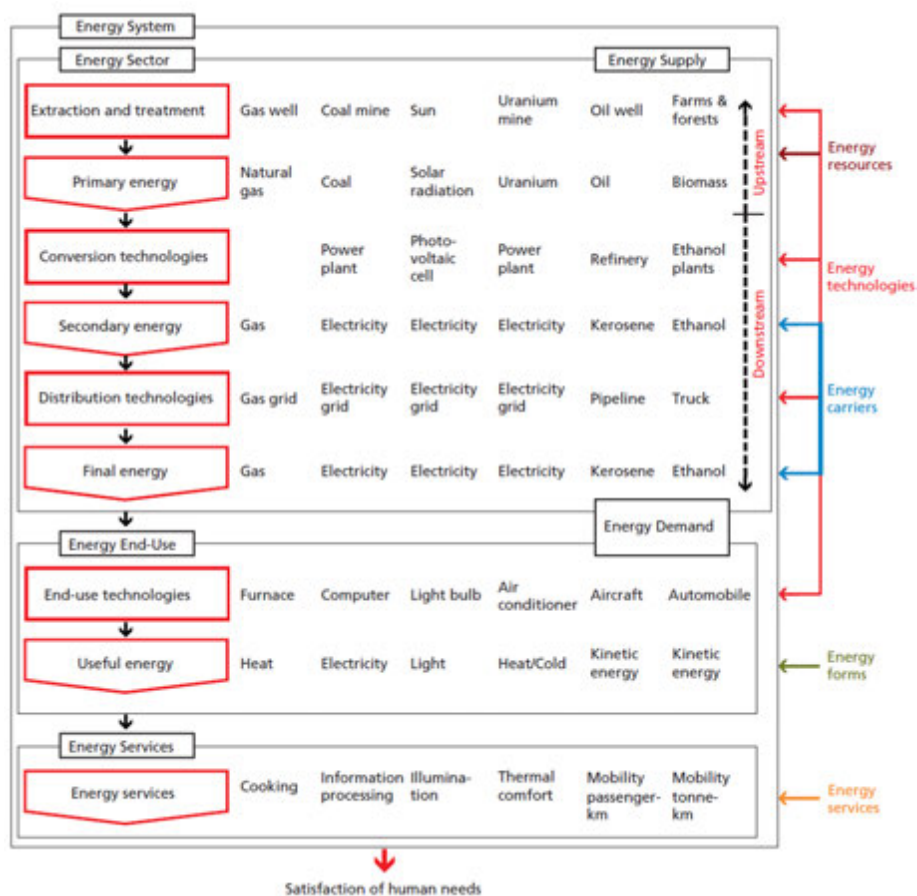 Energy System
Energy Sector
Energy Supply
Extraction and treatment
Gas well
Coal mine
Sun
Uranium
mine
Oil well
Farms &
forests
Primary energy
Natural
gas
Coal
Solar
radiation
Uranium
Oil
Biomass
Upstream
Energy
resources
Conversion technologies
Power
plant
Photo-
voltaic
cell
Power
plant
Refinery
Ethanol
plants
Energy
technologies
Secondary energy
Gas
Electricity
Electricity
Electricity
Kerosene
Ethanol
Downstream
Distribution technologies
Gas grid
Electricity
grid
Electricity
grid
Electricity
grid
Pipeline
Truck
Energy
carriers
Final energy
Gas
Electricity
Electricity
Electricity
Kerosene
Ethanol
Energy Demand
Energy End-Use
End-use technologies
Furnace
Computer
Light bulb
Air
conditioner
Aircraft
Automobile
Useful energy
Heat
Electricity
Light
Heat/Cold
Kinetic
energy
Kinetic
energy
Energy
forms
Energy Services
Energy services
Cooking
Information
processing
Illumina-
tion
Thermal
comfort
Mobility
passenger-
km
Mobility
tonne-
km
Energy
services
Satisfaction of human needs